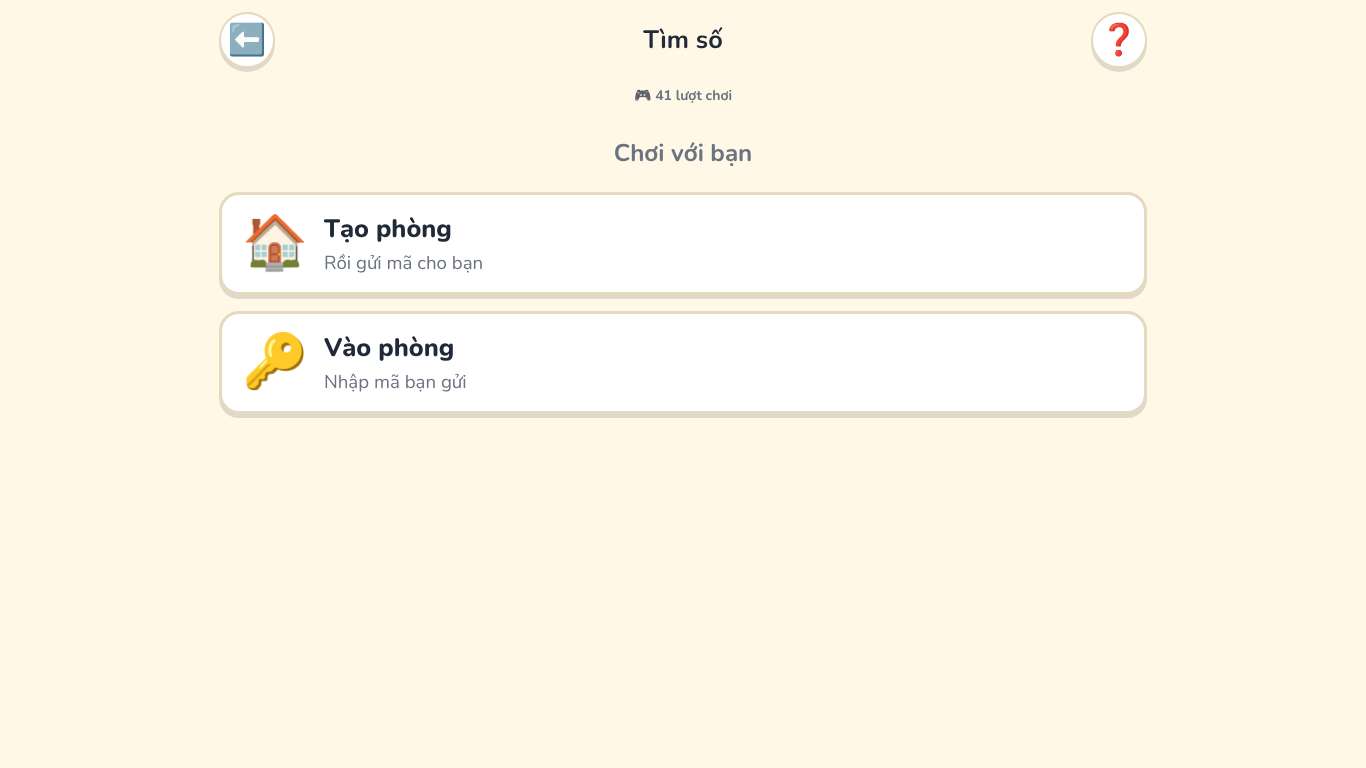 Tìm số
41 lượt chơi
Chơi với bạn
Tạo phòng
Rồi gửi mã cho bạn
Vào phòng
Nhập mã bạn gửi